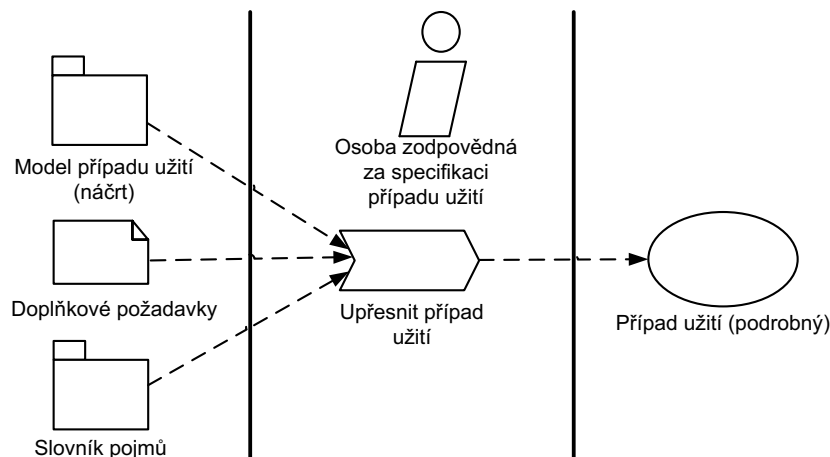 Model případu užití
(náčrt)
Doplňkové požadavky
Slovník pojmů
Osoba zodpovědná
za specifikaci
případu užití
Upřesnit případ
užití
Případ užití (podrobný)